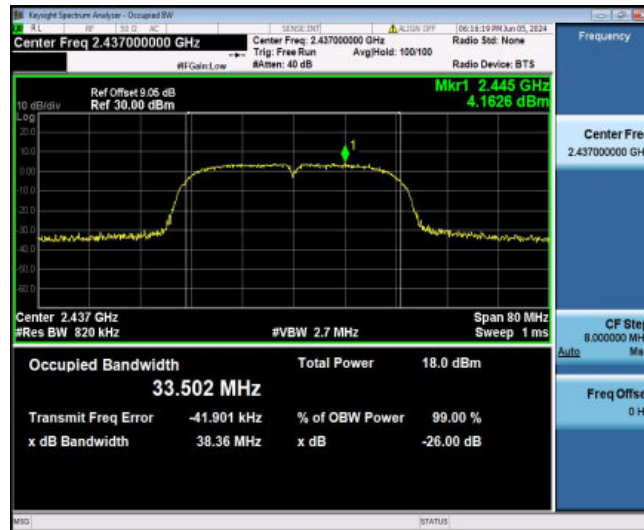 Keysight Spectrum Analyser - Occupied BW
RL RF 50 Ω AC SENSE:INT ALIGN OFF 06:16:19 PM Jun 05, 2024
Center Freq 2.437000000 GHz
Center Freq: 2.437000000 GHz
Radio Std: None
Trig: Free Run Avg|Hold: 100/100
#IFGain:Low #Atten: 40 dB Radio Device: BTS
Frequency
Ref Offset 9.05 dB
Mkr1 2.445 GHz
10 dB/div Ref 30.00 dBm 4.1626 dBm
Log
20.0
10.0
0.00
-10.0
-20.0
-30.0
-40.0
-50.0
-60.0
1
Center 2.437 GHz Span 80 MHz
#Res BW 820 kHz #VBW 2.7 MHz Sweep 1 ms
Occupied Bandwidth Total Power 18.0 dBm
33.502 MHz
Transmit Freq Error -41.901 kHz % of OBW Power 99.00 %
x dB Bandwidth 38.36 MHz x dB -26.00 dB
Center Fre
2.437000000 GH
CF Step
8.000000 MH
Auto Ma
Freq Offse
0 H
MSG STATUS